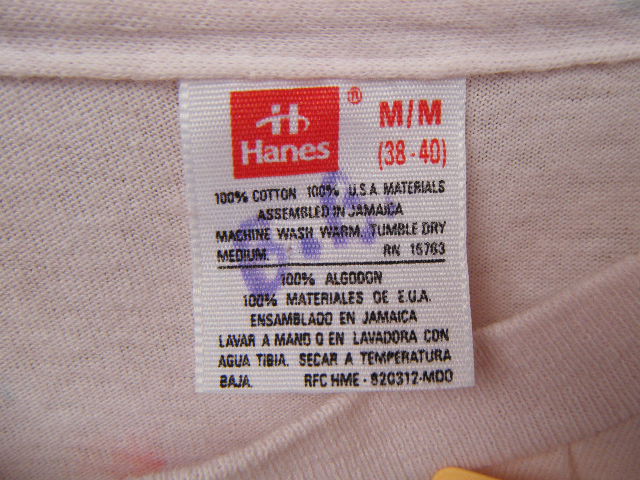 Hanes ® M/M
(38-40)
100% COTTON 100% U.S.A. MATERIALS
ASSEMBLED IN JAMAICA
MACHINE WASH WARM, TUMBLE DRY
MEDIUM. RN 15763
100% ALGODON
100% MATERIALES DE E.U.A.
ENSAMBLADO EN JAMAICA
LAVAR A MANO O EN LAVADORA CON
AGUA TIBIA. SECAR A TEMPERATURA
BAJA. RFC HME-820312-MD0